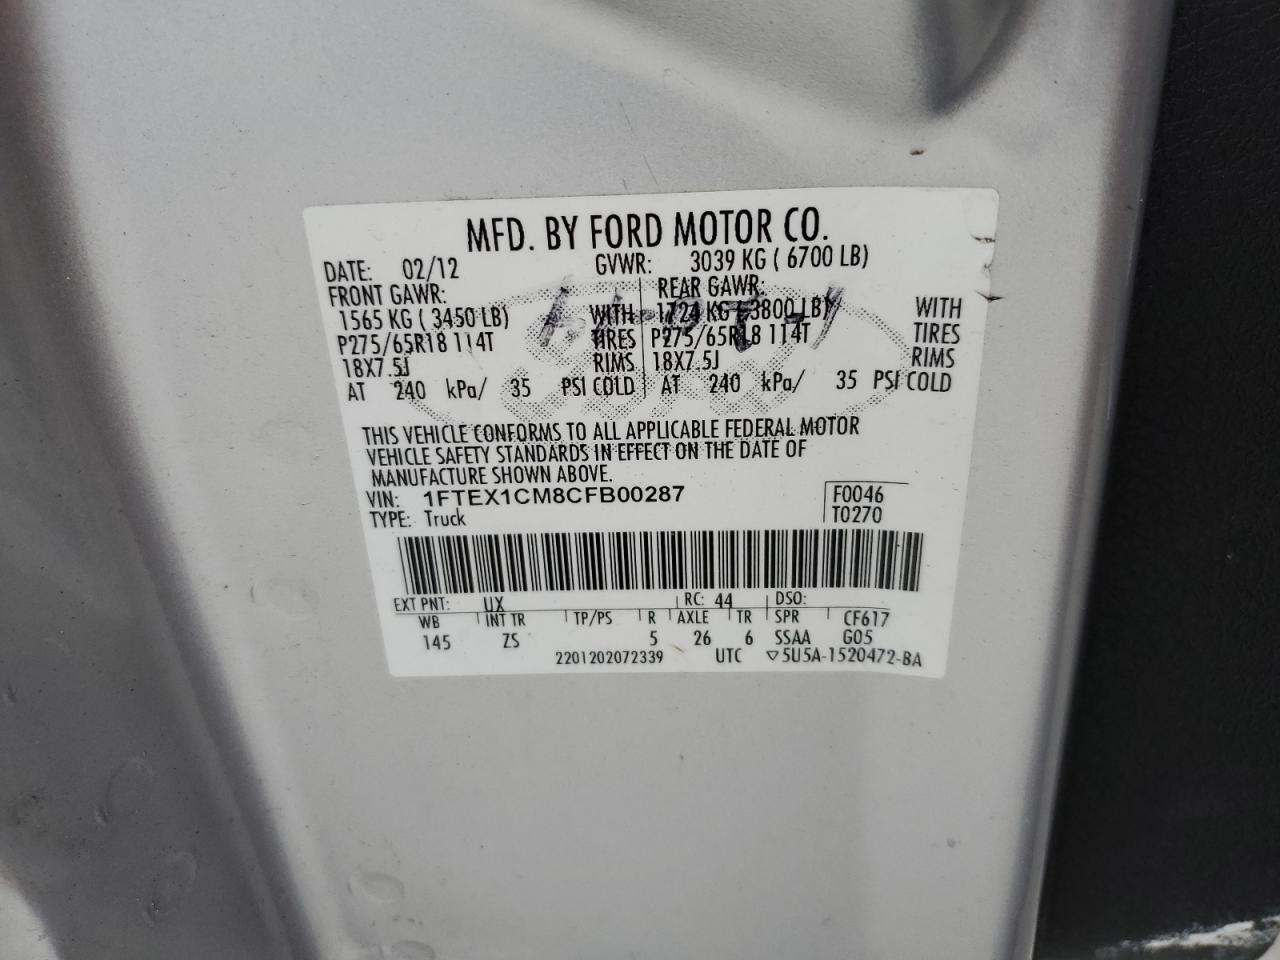 MFD. BY FORD MOTOR CO.
DATE: 02/12 GVWR: 3039 KG ( 6700 LB)
FRONT GAWR: REAR GAWR:
1565 KG ( 3450 LB) WITH 1724 KG ( 3800 LB) WITH
P275/65R18 114T TIRES P275/65R18 114T TIRES
18X7.5J RIMS 18X7.5J RIMS
AT 240 kPa/ 35 PSI COLD AT 240 kPa/ 35 PSI COLD
THIS VEHICLE CONFORMS TO ALL APPLICABLE FEDERAL MOTOR
VEHICLE SAFETY STANDARDS IN EFFECT ON THE DATE OF
MANUFACTURE SHOWN ABOVE.
VIN: 1FTEX1CM8CFB00287 F0046
TYPE: Truck T0270
EXT PNT: UX RC: 44 DSO:
WB INT TR TP/PS R AXLE TR SPR CF617
145 ZS 5 26 6 SSAA G05
2201202072339 UTC ▽5U5A-1520472-BA